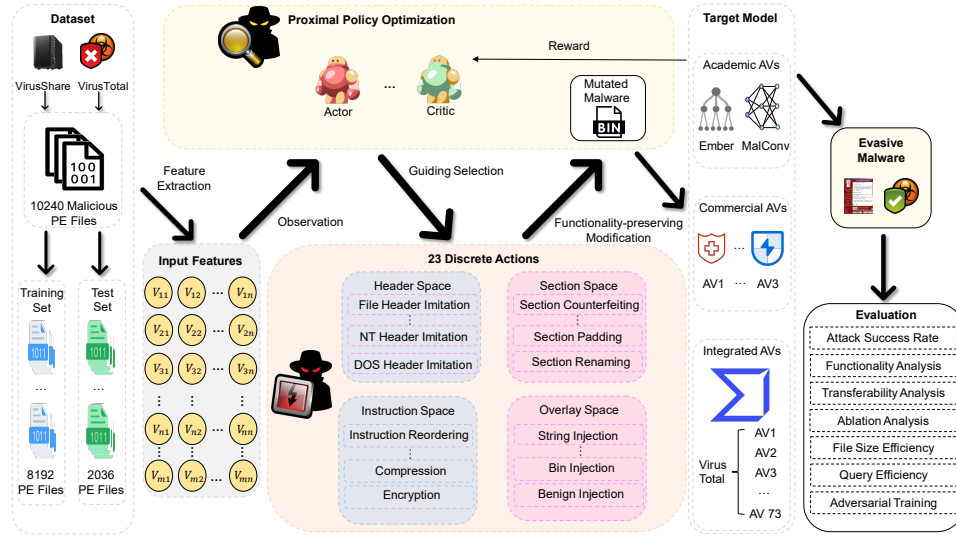 Dataset
VirusShare
VirusTotal
100
001
10240 Malicious
PE Files
Training
Set
Test
Set
1011
1011
...
...
1011
1011
8192
PE Files
2036
PE Files
Feature
Extraction
Input Features
V11 V12 ... V1n
V21 V22 ... V2n
V31 V32 ... V3n
Vn1 Vn2 ... Vnn
Vm1 Vm2 ... Vmn
Proximal Policy Optimization
Actor
...
Critic
Mutated
Malware
BIN
Reward
Observation
Guiding Selection
Functionality-preserving
Modification
23 Discrete Actions
Header Space
File Header Imitation
NT Header Imitation
DOS Header Imitation
Section Space
Section Counterfeiting
Section Padding
Section Renaming
Instruction Space
Instruction Reordering
Compression
Encryption
Overlay Space
String Injection
Bin Injection
Benign Injection
Target Model
Academic AVs
Ember
MalConv
Commercial AVs
...
AV1
...
AV3
Integrated AVs
Virus
Total
AV1
AV2
AV3
...
AV 73
Evasive
Malware
Evaluation
Attack Success Rate
Functionality Analysis
Transferability Analysis
Ablation Analysis
File Size Efficiency
Query Efficiency
Adversarial Training